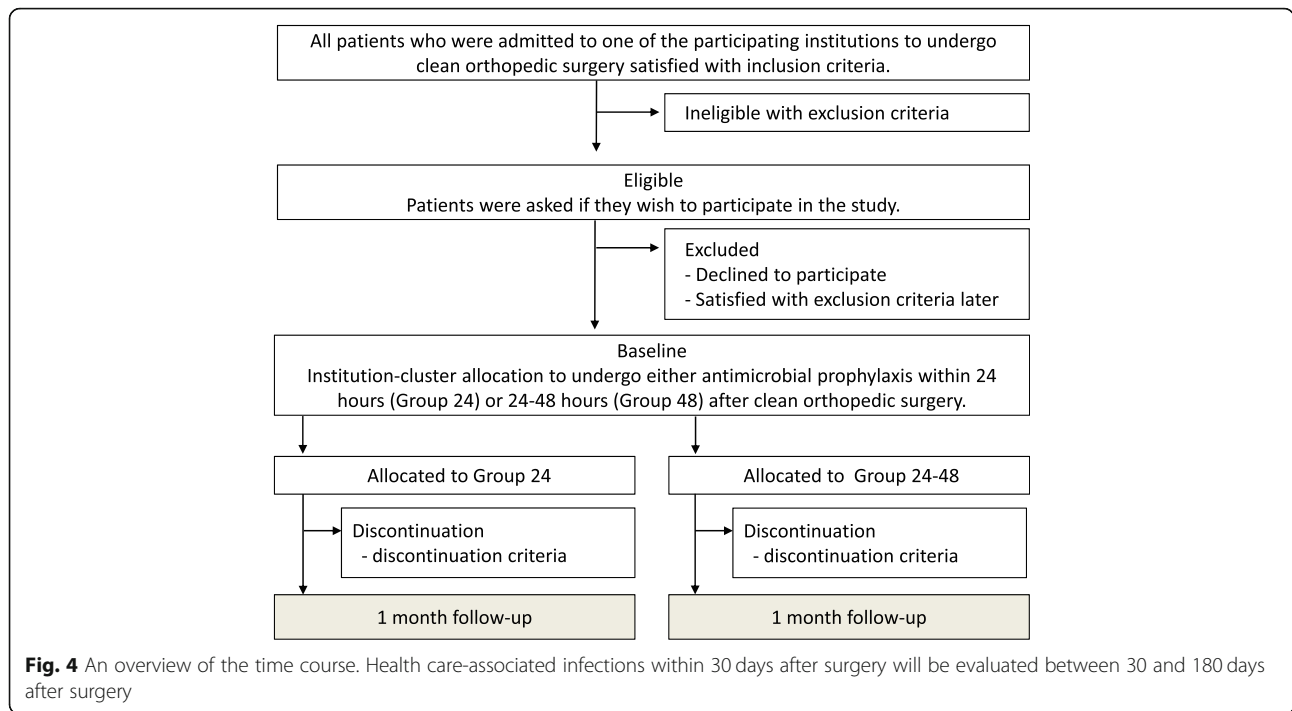 All patients who were admitted to one of the participating institutions to undergo
clean orthopedic surgery satisfied with inclusion criteria.
Ineligible with exclusion criteria
Eligible
Patients were asked if they wish to participate in the study.
Excluded
- Declined to participate
- Satisfied with exclusion criteria later
Baseline
Institution-cluster allocation to undergo either antimicrobial prophylaxis within 24
hours (Group 24) or 24-48 hours (Group 48) after clean orthopedic surgery.
Allocated to Group 24
Allocated to Group 24-48
Discontinuation
- discontinuation criteria
Discontinuation
- discontinuation criteria
1 month follow-up
1 month follow-up
Fig. 4 An overview of the time course. Health care-associated infections within 30 days after surgery will be evaluated between 30 and 180 days
after surgery